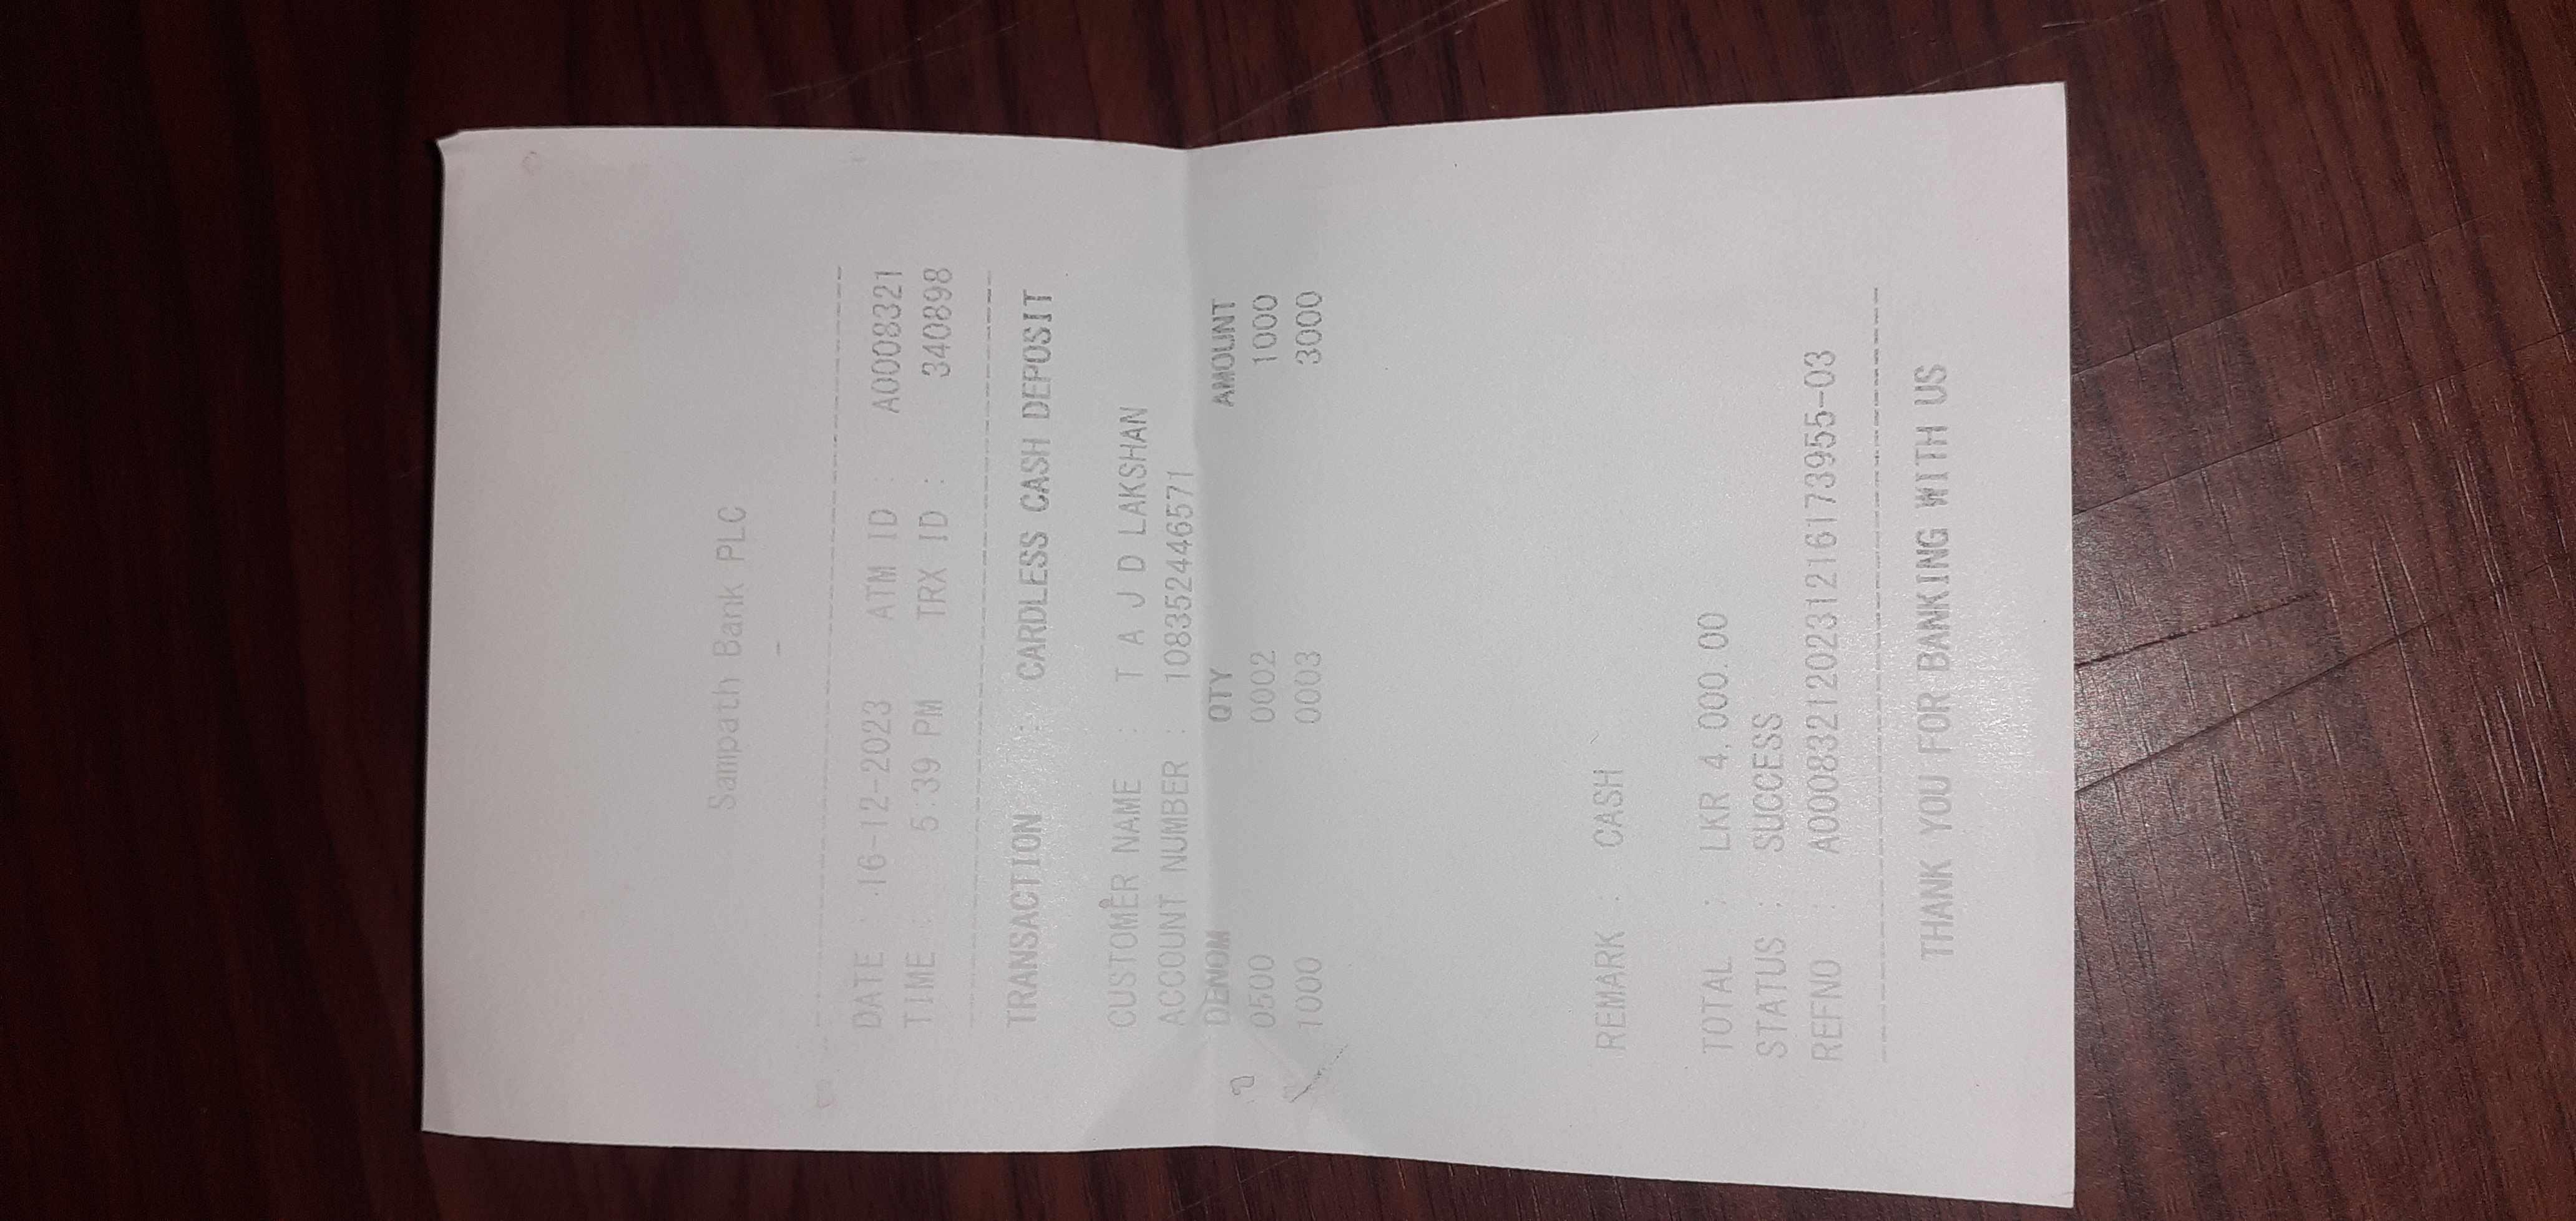 Sampath Bank PLC
DATE : 16-12-2023 ATM ID : A0008321
TIME : 5:39 PM TRX ID : 340898
TRANSACTION : CARDLESS CASH DEPOSIT
CUSTOMER NAME : T A J D LAKSHAN
ACCOUNT NUMBER : 108352446571
DENOM QTY AMOUNT
0500 0002 1000
1000 0003 3000
REMARK : CASH
TOTAL : LKR 4,000.00
STATUS : SUCCESS
REFNO : A00083212023121617 3955-03
THANK YOU FOR BANKING WITH US